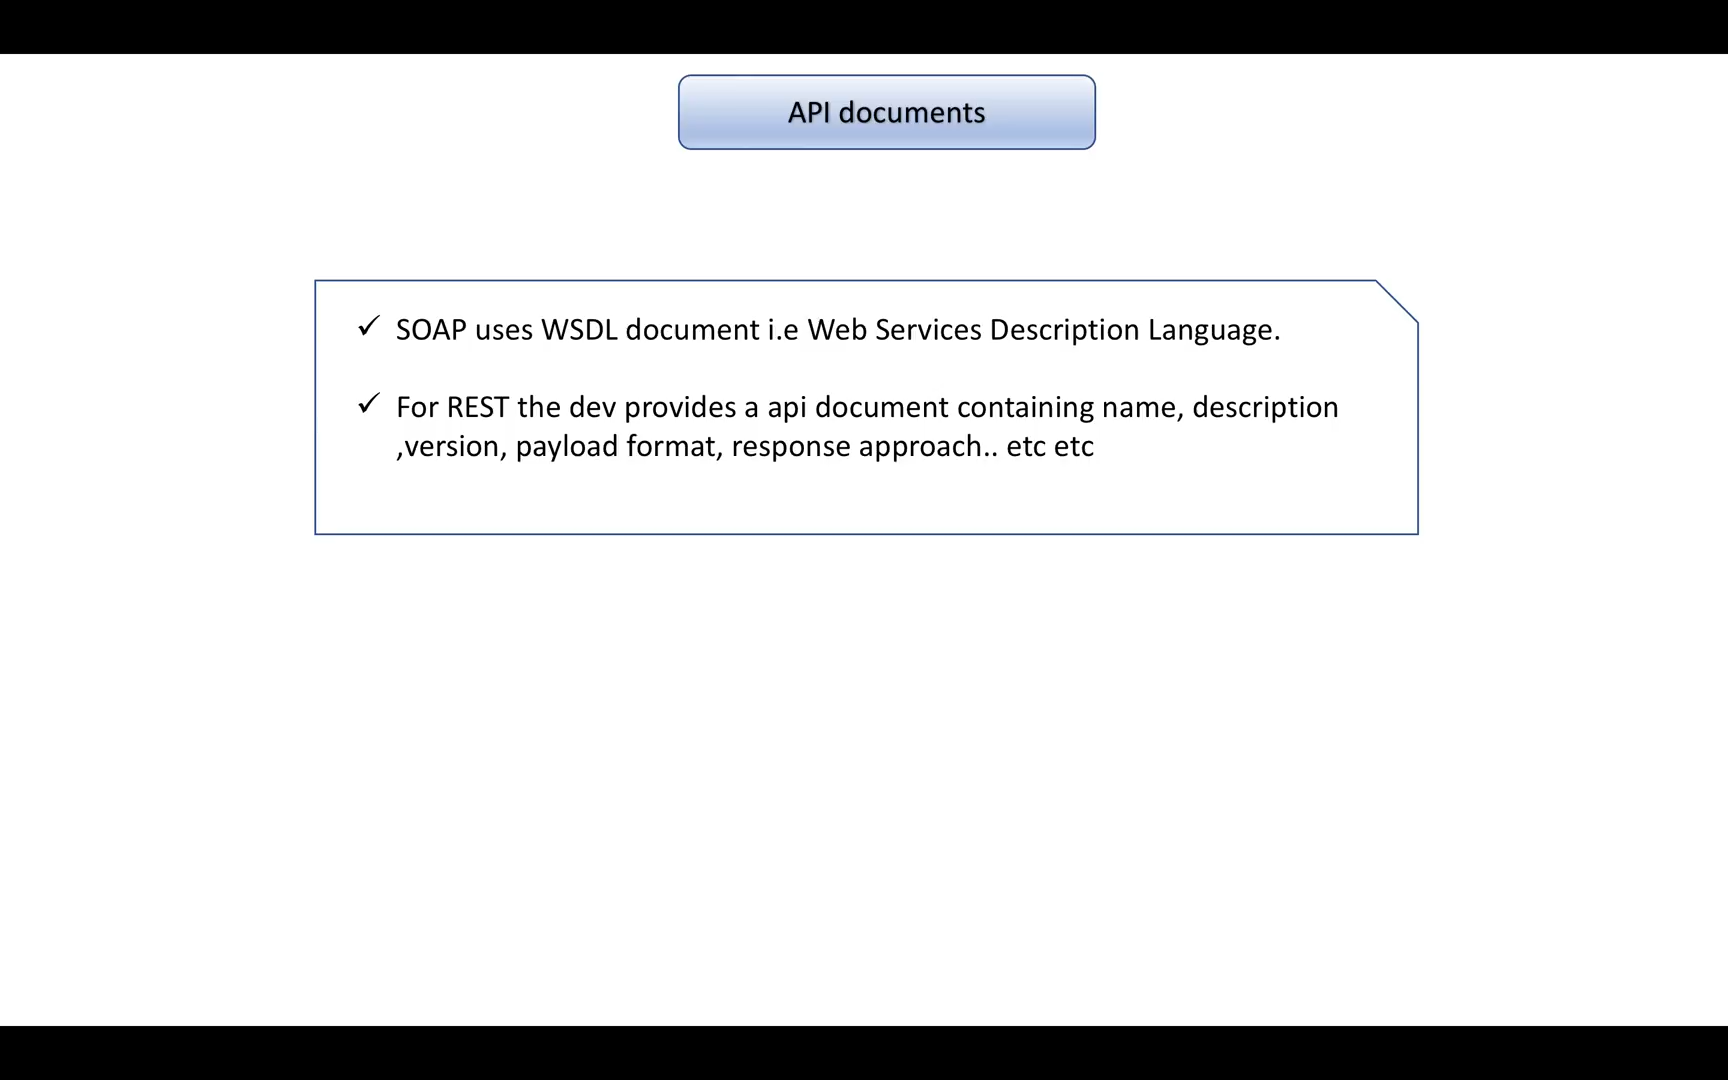 API documents
✓ SOAP uses WSDL document i.e Web Services Description Language.
✓ For REST the dev provides a api document containing name, description
,version, payload format, response approach.. etc etc